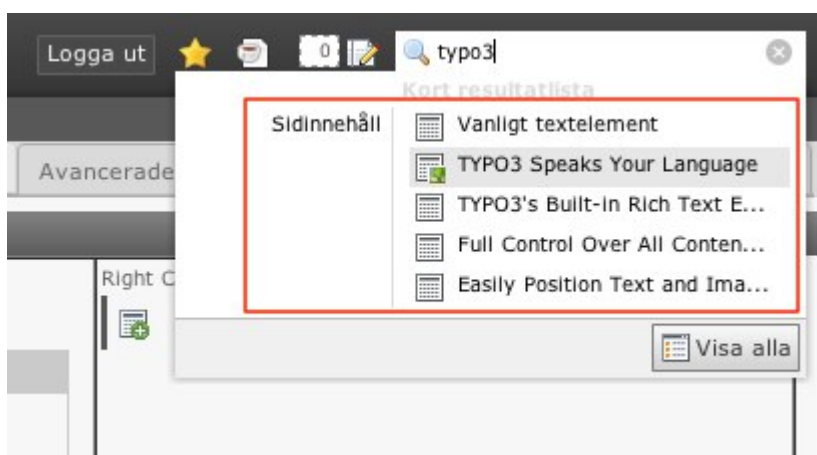 Logga ut
0
typo3
Kort resultatlista
Sidinnehåll
Vanligt textelement
TYPO3 Speaks Your Language
TYPO3's Built-in Rich Text E...
Full Control Over All Conten...
Easily Position Text and Ima...
Visa alla
Avancerade
Right C